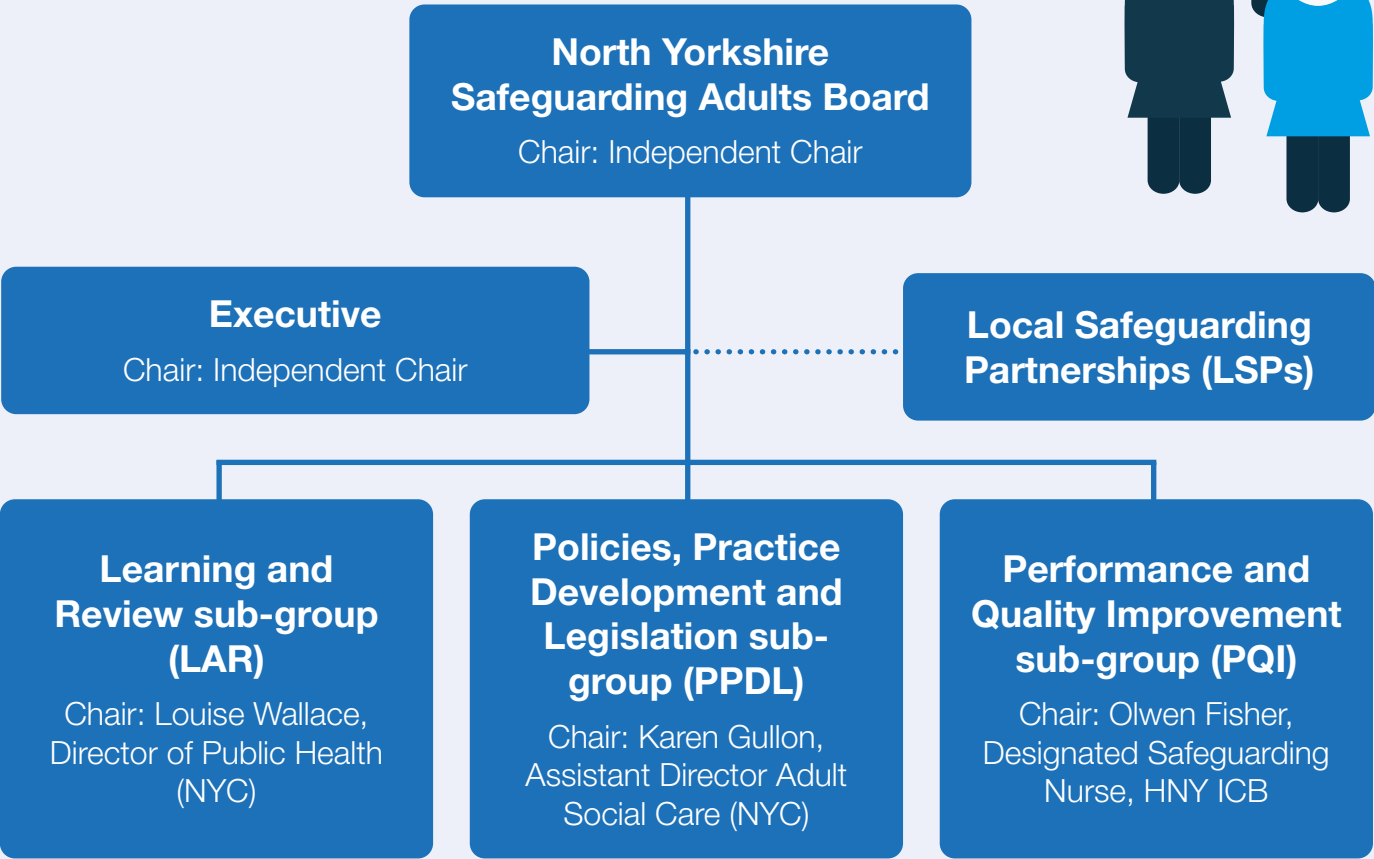 North Yorkshire
Safeguarding Adults Board
Chair: Independent Chair
Executive
Chair: Independent Chair
Local Safeguarding
Partnerships (LSPs)
Learning and
Review sub-group
(LAR)
Chair: Louise Wallace,
Director of Public Health
(NYC)
Policies, Practice
Development and
Legislation sub-
group (PPDL)
Chair: Karen Gullon,
Assistant Director Adult
Social Care (NYC)
Performance and
Quality Improvement
sub-group (PQI)
Chair: Olwen Fisher,
Designated Safeguarding
Nurse, HNY ICB